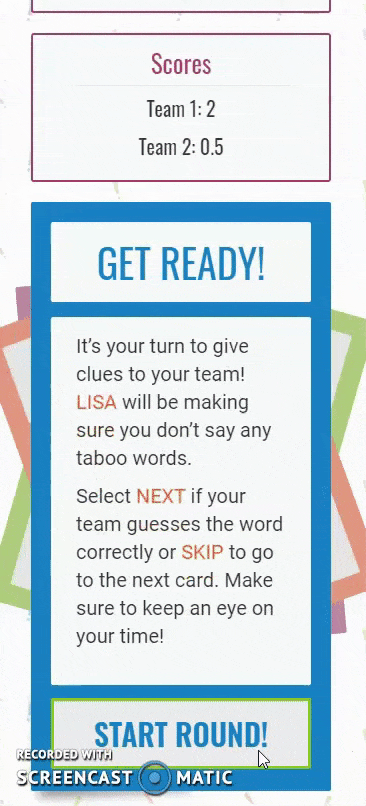 Scores
Team 1: 2
Team 2: 0.5
GET READY!
It's your turn to give
clues to your team!
LISA will be making
sure you don't say any
taboo words.
Select NEXT if your
team guesses the word
correctly or SKIP to go
to the next card. Make
sure to keep an eye on
your time!
START ROUND!
RECORDED WITH
SCREENCAST MATIC